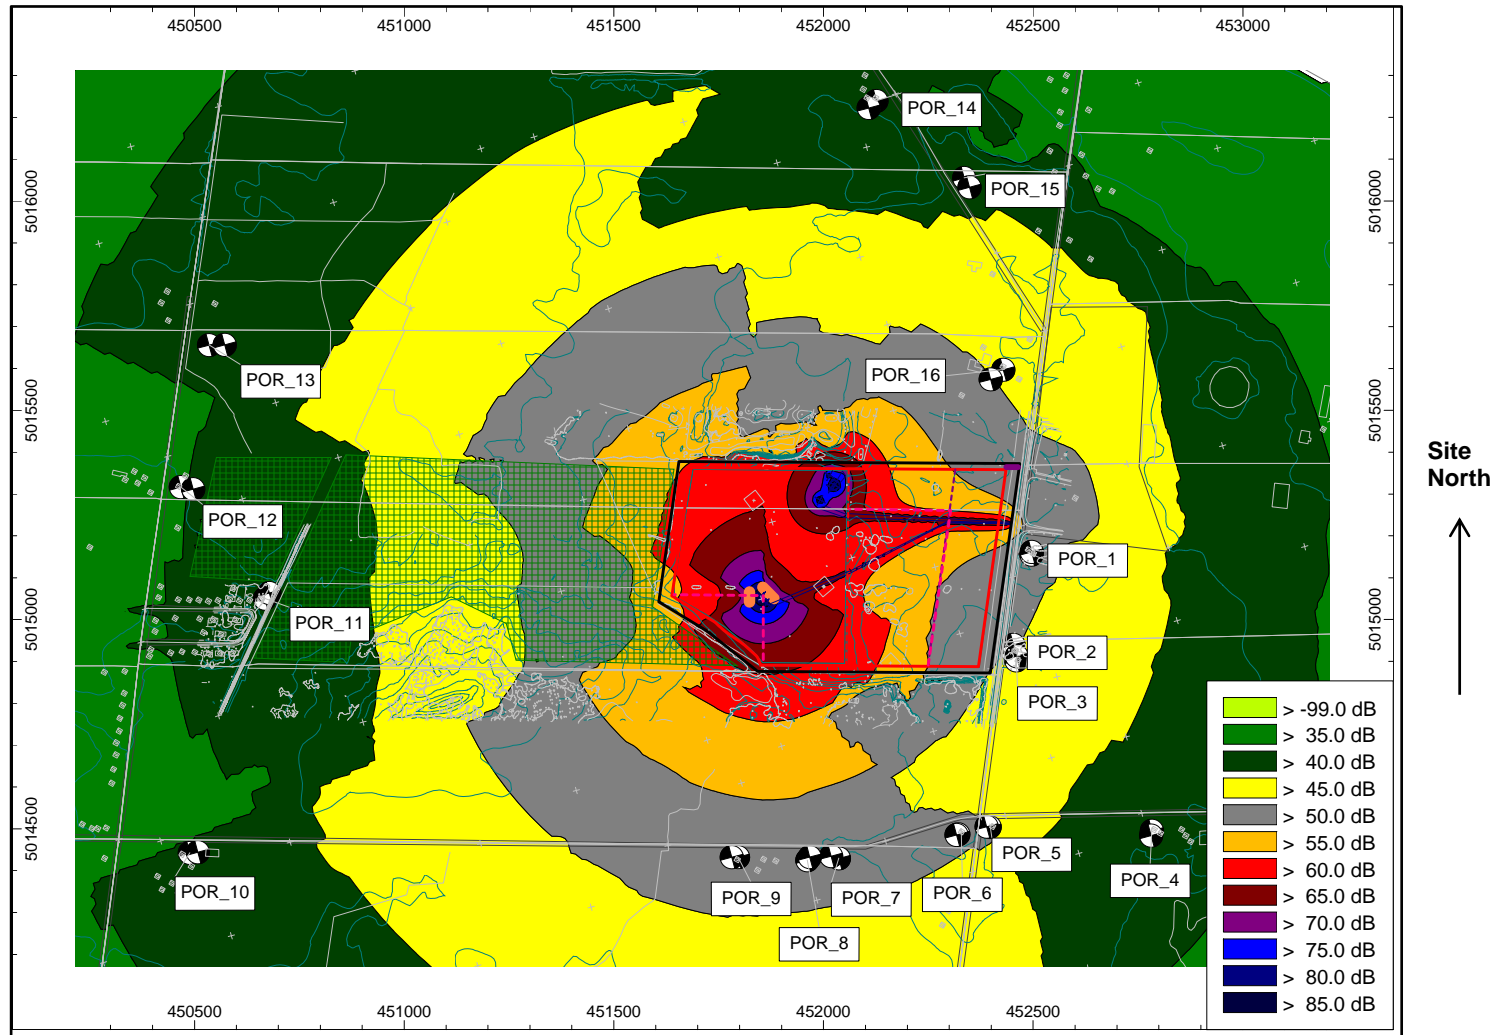 450500 451000 451500 452000 452500 453000
POR_14
POR_15
5016000
5016000
POR_16
POR_13
5015500
5015500
Site
North
POR_12
POR_1
POR_11
5015000
5015000
POR_2
POR_3
> -99.0 dB
> 35.0 dB
> 40.0 dB
> 45.0 dB
> 50.0 dB
> 55.0 dB
> 60.0 dB
> 65.0 dB
> 70.0 dB
> 75.0 dB
> 80.0 dB
> 85.0 dB
5014500
POR_5
POR_4
POR_10
POR_9
POR_7
POR_6
POR_8
450500 451000 451500 452000 452500 453000